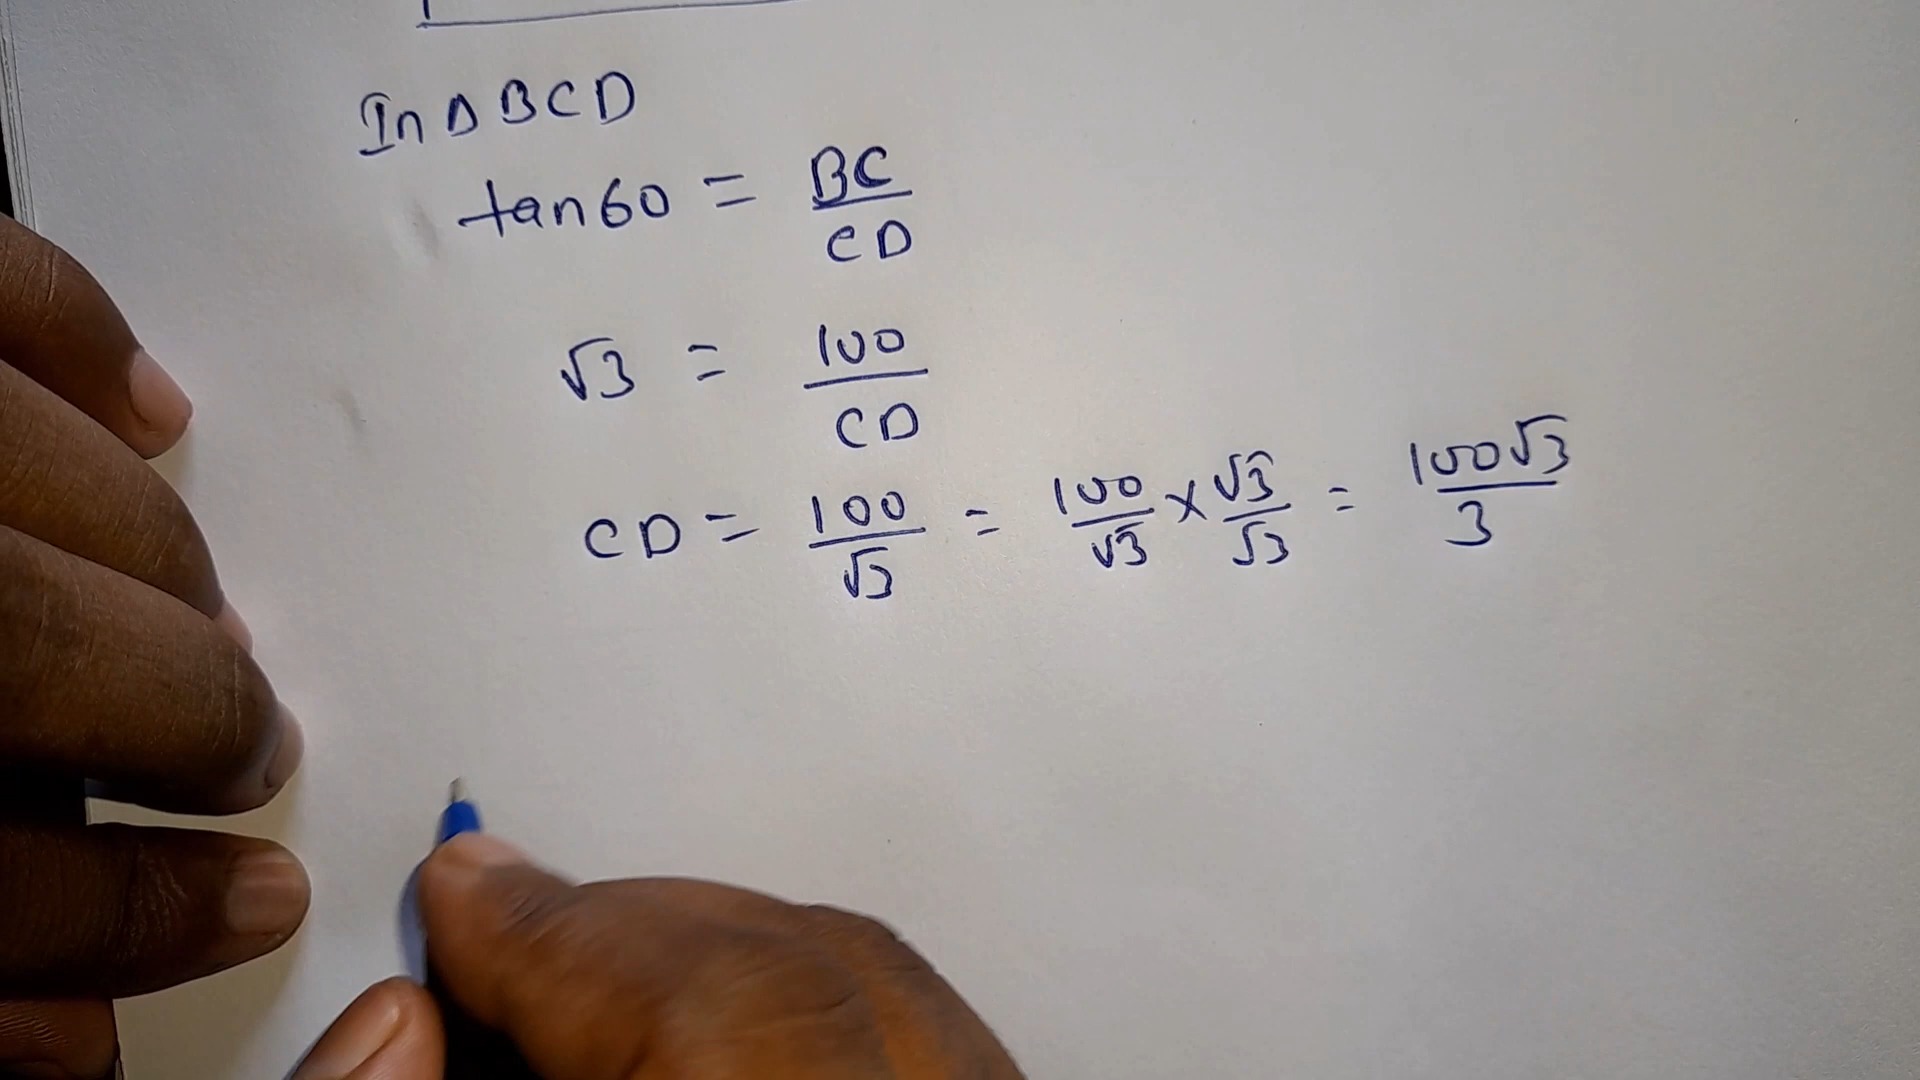 In Δ BCD
tan60 = BC/CD
√3 = 100/CD
CD = 100/√3 = 100/√3 × √3/√3 = 100√3/3